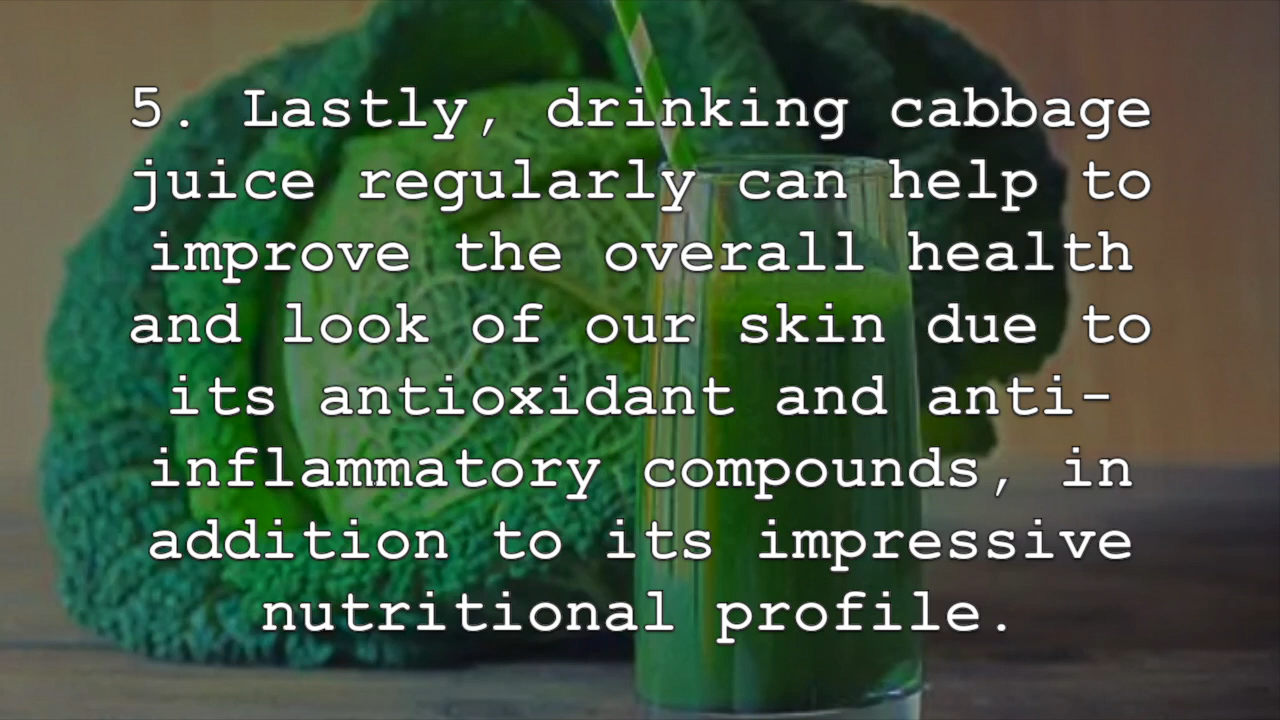 5. Lastly, drinking cabbage
juice regularly can help to
improve the overall health
and look of our skin due to
its antioxidant and anti-
inflammatory compounds, in
addition to its impressive
nutritional profile.